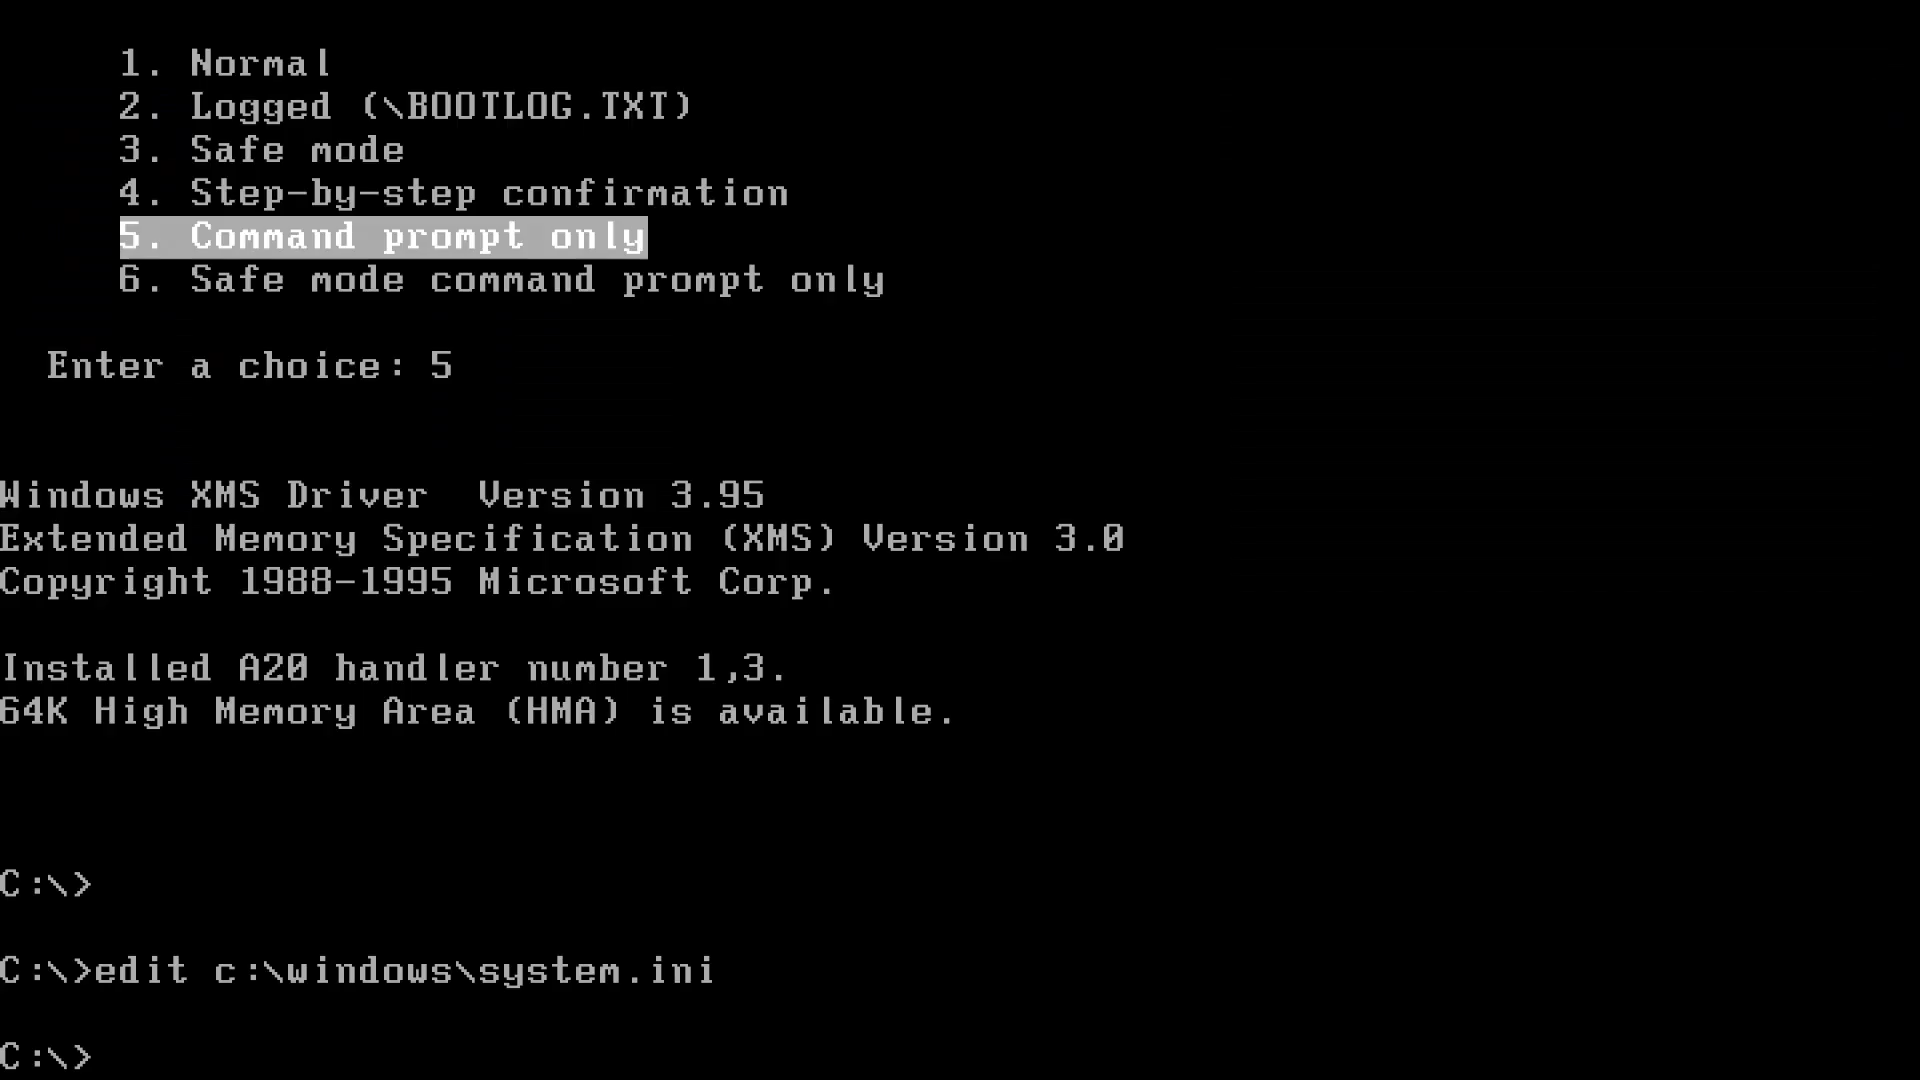 1. Normal
2. Logged (\BOOTLOG.TXT)
3. Safe mode
4. Step-by-step confirmation
5. Command prompt only
6. Safe mode command prompt only
Enter a choice: 5
Windows XMS Driver  Version 3.95
Extended Memory Specification (XMS) Version 3.0
Copyright 1988-1995 Microsoft Corp.
Installed A20 handler number 1,3.
64K High Memory Area (HMA) is available.
C:\>
C:\>edit c:\windows\system.ini
C:\>